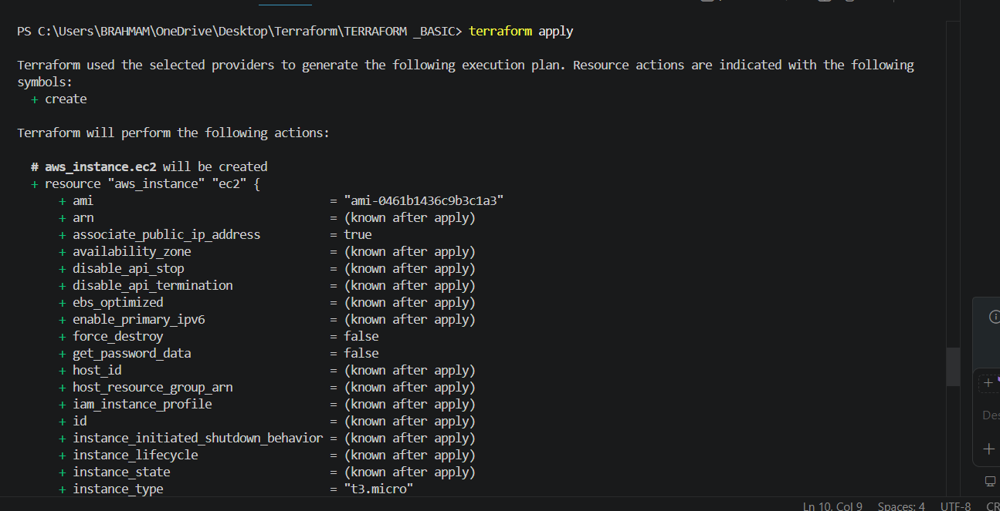 PS C:\Users\BRAHMAM\OneDrive\Desktop\Terraform\TERRAFORM _BASIC> terraform apply
Terraform used the selected providers to generate the following execution plan. Resource actions are indicated with the following
symbols:
  + create
Terraform will perform the following actions:
  # aws_instance.ec2 will be created
  + resource "aws_instance" "ec2" {
      + ami                                  = "ami-0461b1436c9b3c1a3"
      + arn                                  = (known after apply)
      + associate_public_ip_address          = true
      + availability_zone                    = (known after apply)
      + disable_api_stop                     = (known after apply)
      + disable_api_termination              = (known after apply)
      + ebs_optimized                        = (known after apply)
      + enable_primary_ipv6                  = (known after apply)
      + force_destroy                        = false
      + get_password_data                    = false
      + host_id                              = (known after apply)
      + host_resource_group_arn              = (known after apply)
      + iam_instance_profile                 = (known after apply)
      + id                                   = (known after apply)
      + instance_initiated_shutdown_behavior = (known after apply)
      + instance_lifecycle                   = (known after apply)
      + instance_state                       = (known after apply)
      + instance_type                        = "t3.micro"
Des
Ln 10, Col 9 Spaces: 4 UTF-8 CR